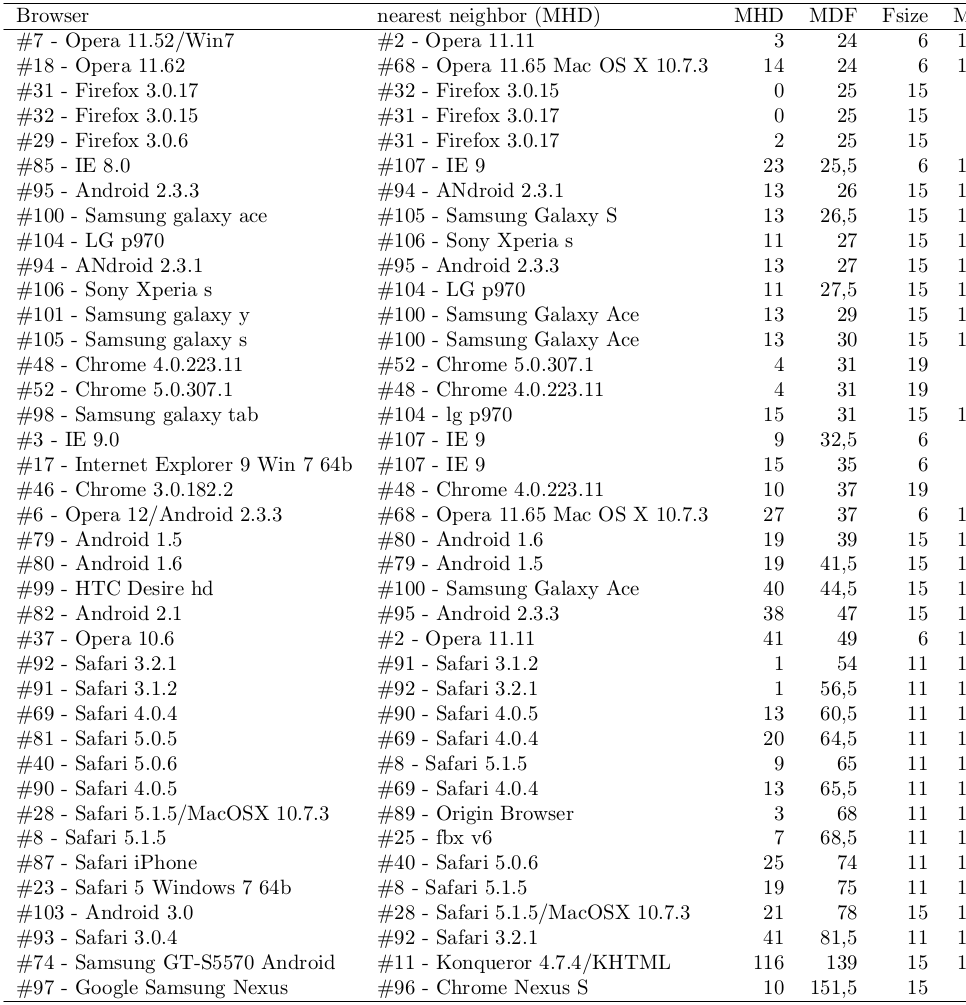 Browser nearest neighbor (MHD) MHD MDF Fsize M
#7 - Opera 11.52/Win7 #2 - Opera 11.11 3 24 6 1
#18 - Opera 11.62 #68 - Opera 11.65 Mac OS X 10.7.3 14 24 6 1
#31 - Firefox 3.0.17 #32 - Firefox 3.0.15 0 25 15
#32 - Firefox 3.0.15 #31 - Firefox 3.0.17 0 25 15
#29 - Firefox 3.0.6 #31 - Firefox 3.0.17 2 25 15
#85 - IE 8.0 #107 - IE 9 23 25,5 6 1
#95 - Android 2.3.3 #94 - ANdroid 2.3.1 13 26 15 1
#100 - Samsung galaxy ace #105 - Samsung Galaxy S 13 26,5 15 1
#104 - LG p970 #106 - Sony Xperia s 11 27 15 1
#94 - ANdroid 2.3.1 #95 - Android 2.3.3 13 27 15 1
#106 - Sony Xperia s #104 - LG p970 11 27,5 15 1
#101 - Samsung galaxy y #100 - Samsung Galaxy Ace 13 29 15 1
#105 - Samsung galaxy s #100 - Samsung Galaxy Ace 13 30 15 1
#48 - Chrome 4.0.223.11 #52 - Chrome 5.0.307.1 4 31 19
#52 - Chrome 5.0.307.1 #48 - Chrome 4.0.223.11 4 31 19
#98 - Samsung galaxy tab #104 - lg p970 15 31 15 1
#3 - IE 9.0 #107 - IE 9 9 32,5 6
#17 - Internet Explorer 9 Win 7 64b #107 - IE 9 15 35 6
#46 - Chrome 3.0.182.2 #48 - Chrome 4.0.223.11 10 37 19
#6 - Opera 12/Android 2.3.3 #68 - Opera 11.65 Mac OS X 10.7.3 27 37 6 1
#79 - Android 1.5 #80 - Android 1.6 19 39 15 1
#80 - Android 1.6 #79 - Android 1.5 19 41,5 15 1
#99 - HTC Desire hd #100 - Samsung Galaxy Ace 40 44,5 15 1
#82 - Android 2.1 #95 - Android 2.3.3 38 47 15 1
#37 - Opera 10.6 #2 - Opera 11.11 41 49 6 1
#92 - Safari 3.2.1 #91 - Safari 3.1.2 1 54 11 1
#91 - Safari 3.1.2 #92 - Safari 3.2.1 1 56,5 11 1
#69 - Safari 4.0.4 #90 - Safari 4.0.5 13 60,5 11 1
#81 - Safari 5.0.5 #69 - Safari 4.0.4 20 64,5 11 1
#40 - Safari 5.0.6 #8 - Safari 5.1.5 9 65 11 1
#90 - Safari 4.0.5 #69 - Safari 4.0.4 13 65,5 11 1
#28 - Safari 5.1.5/MacOSX 10.7.3 #89 - Origin Browser 3 68 11 1
#8 - Safari 5.1.5 #25 - fbx v6 7 68,5 11 1
#87 - Safari iPhone #40 - Safari 5.0.6 25 74 11 1
#23 - Safari 5 Windows 7 64b #8 - Safari 5.1.5 19 75 11 1
#103 - Android 3.0 #28 - Safari 5.1.5/MacOSX 10.7.3 21 78 15 1
#93 - Safari 3.0.4 #92 - Safari 3.2.1 41 81,5 11 1
#74 - Samsung GT-S5570 Android #11 - Konqueror 4.7.4/KHTML 116 139 15 1
#97 - Google Samsung Nexus #96 - Chrome Nexus S 10 151,5 15